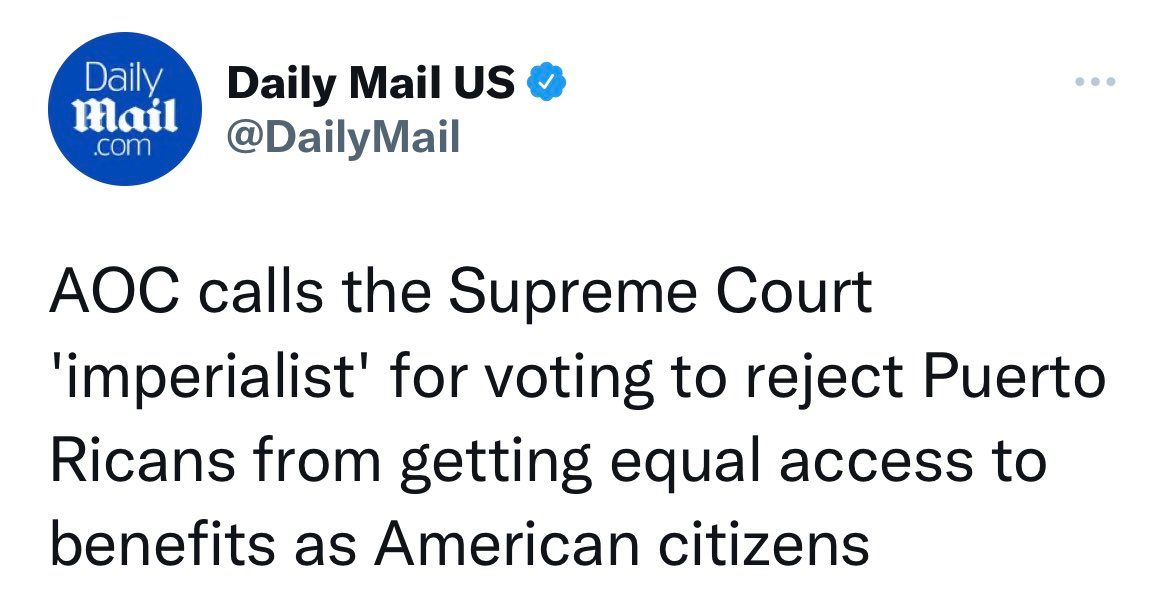 Daily
Mail
.com
Daily Mail US
@DailyMail
AOC calls the Supreme Court
'imperialist' for voting to reject Puerto
Ricans from getting equal access to
benefits as American citizens